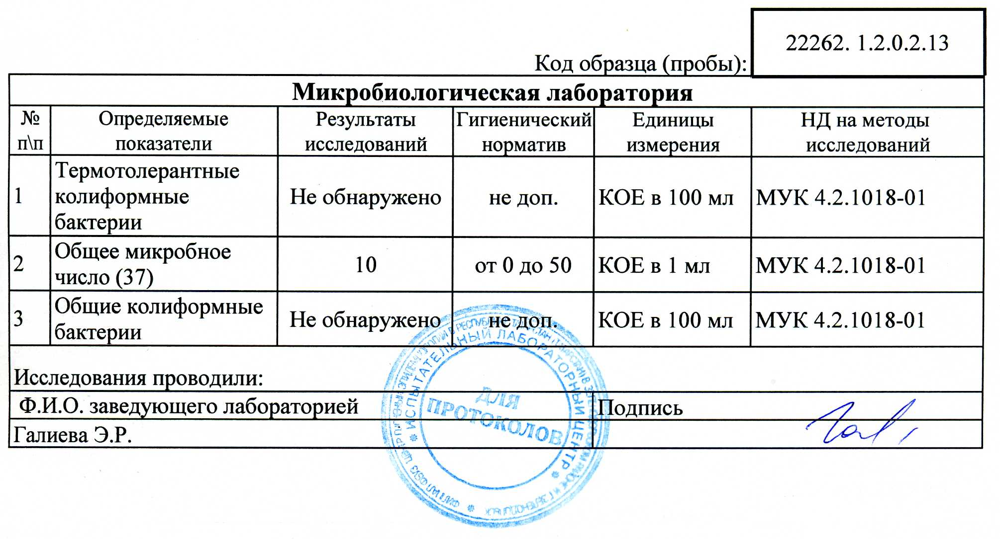 22262. 1.2.0.2.13
Код образца (пробы):
Микробиологическая лаборатория
№ п\п
Определяемые показатели
Результаты исследований
Гигиенический норматив
Единицы измерения
НД на методы исследований
1
Термотолерантные
колиформные
бактерии
Не обнаружено
не доп.
КОЕ в 100 мл
МУК 4.2.1018-01
2
Общее микробное
число (37)
10
от 0 до 50
КОЕ в 1 мл
МУК 4.2.1018-01
3
Общие колиформные
бактерии
Не обнаружено
не доп.
КОЕ в 100 мл
МУК 4.2.1018-01
Исследования проводили:
Ф.И.О. заведующего лабораторией
Подпись
Галиева Э.Р.
ИСПЫТАТЕЛЬНЫЙ ЛАБОРАТОРНЫЙ ЦЕНТР
ДЛЯ
ПРОТОКОЛОВ